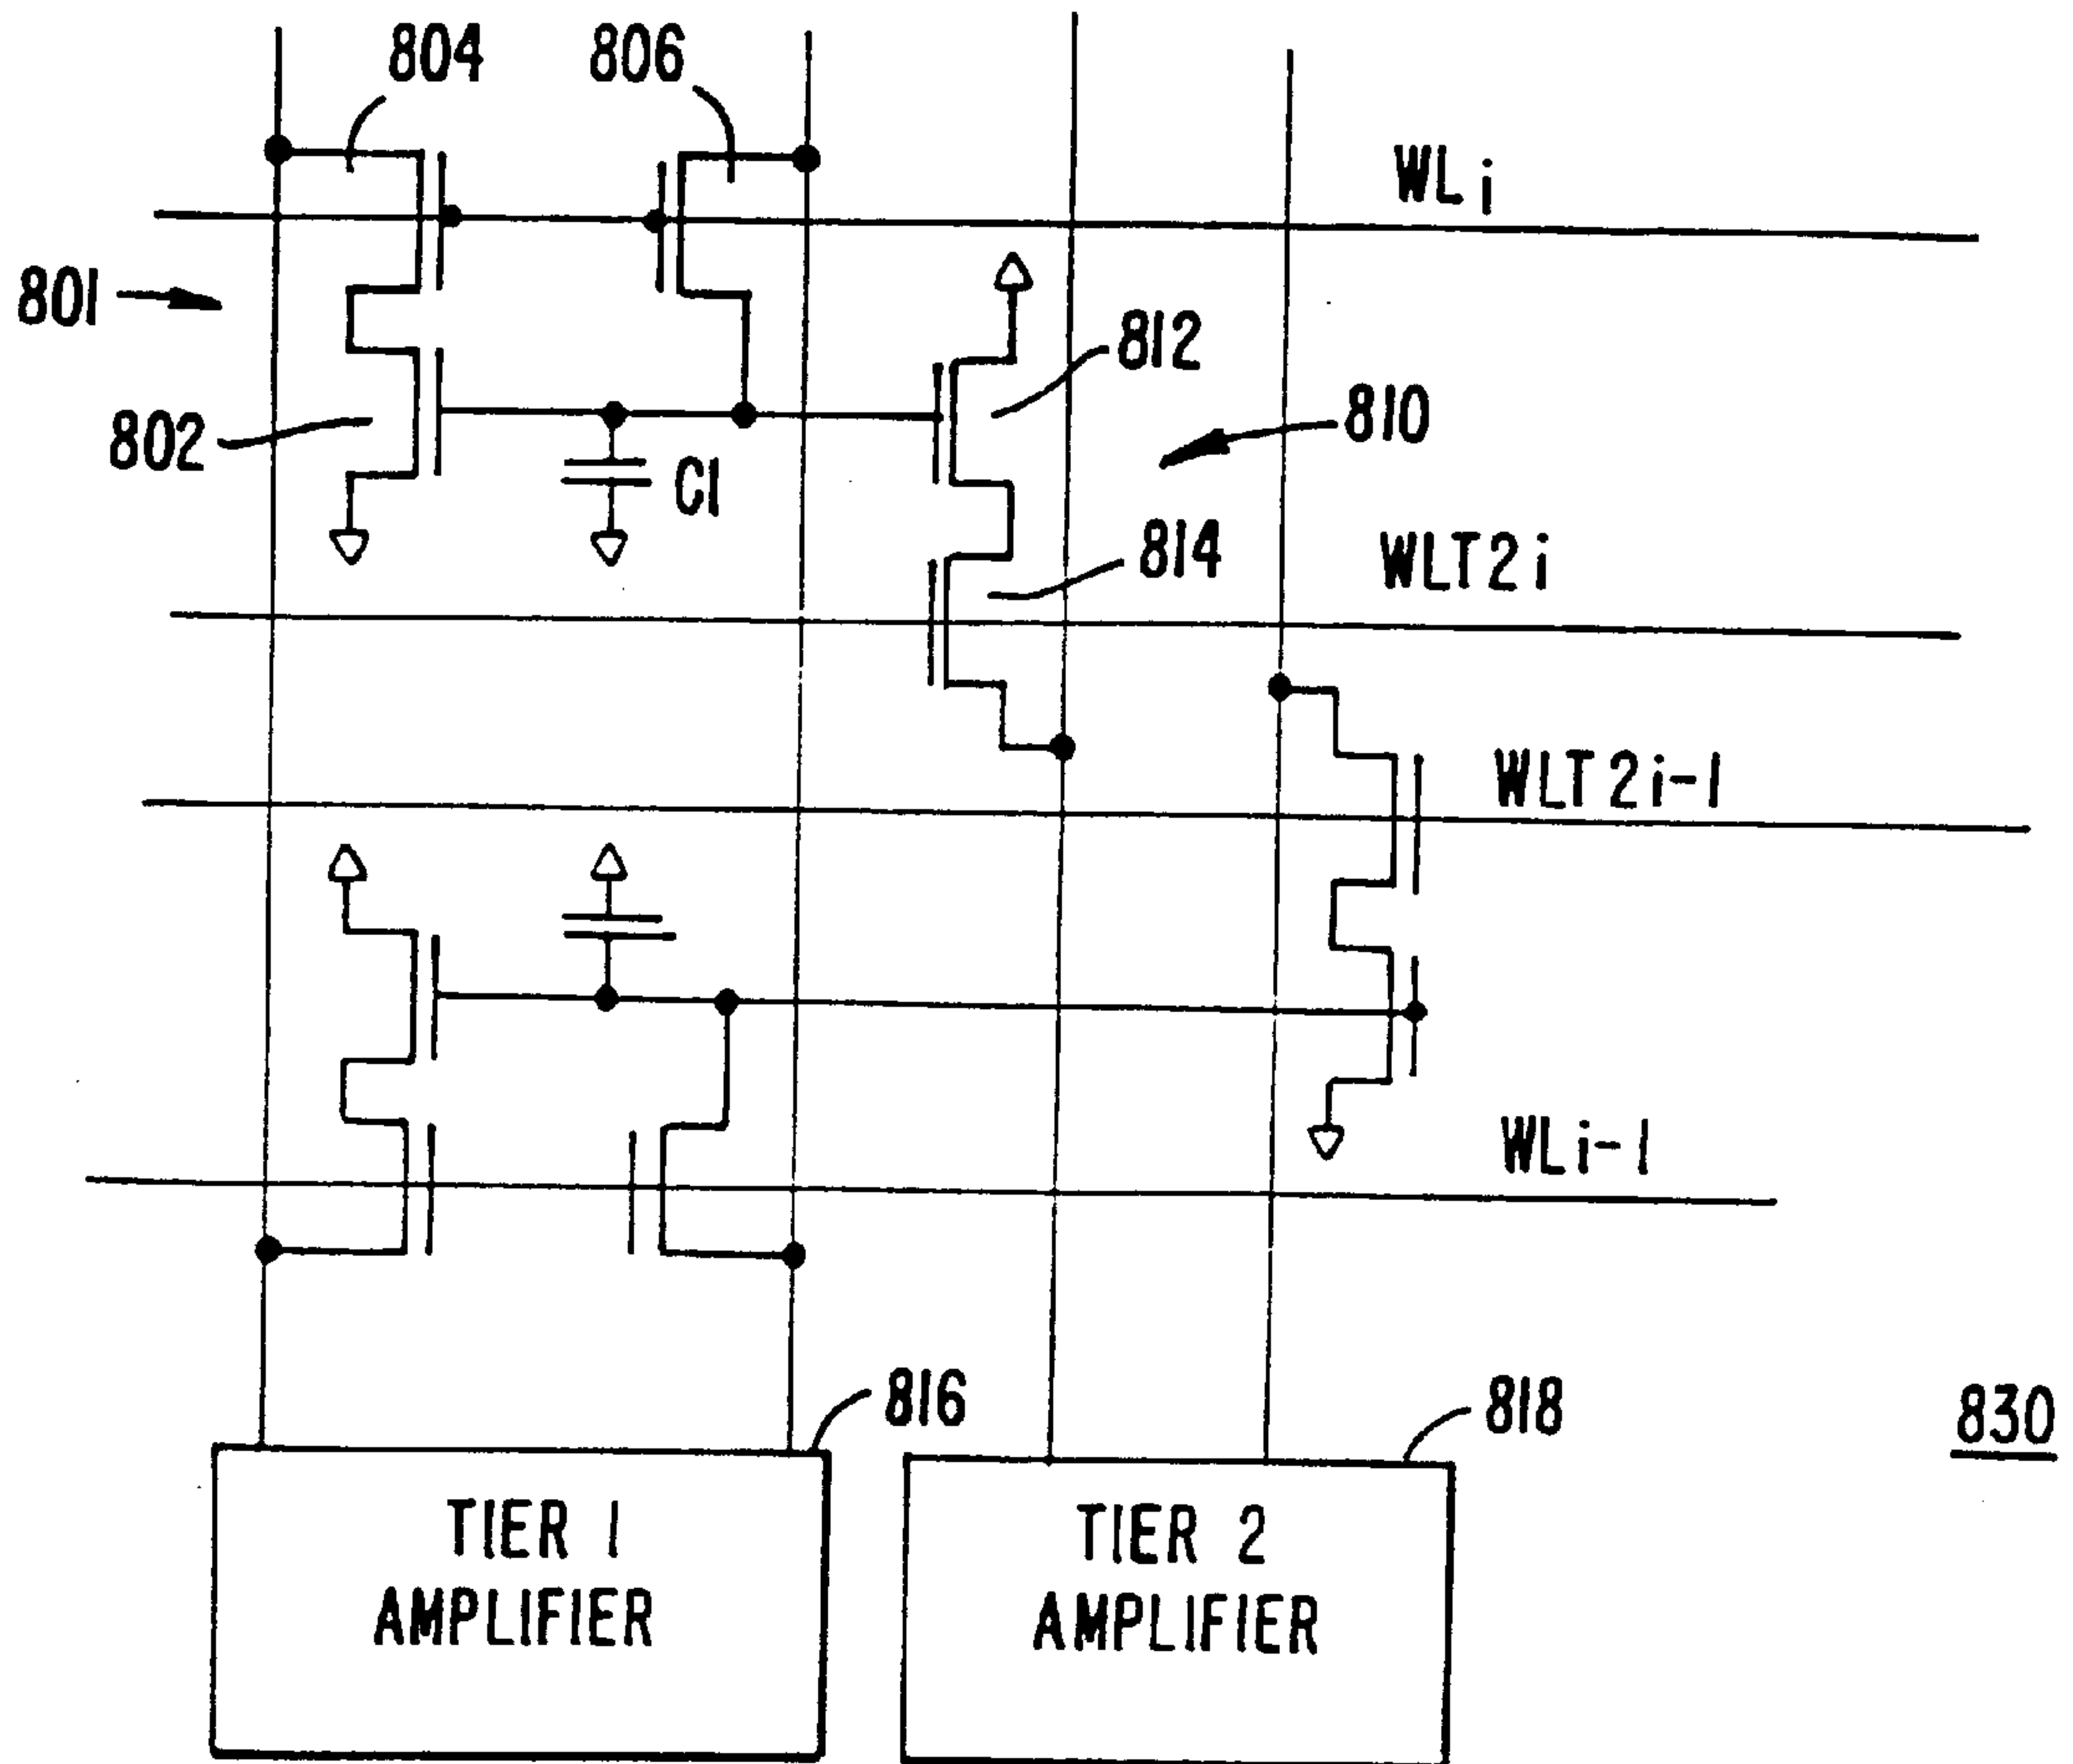 804
806
WLi
801
812
810
802
C1
814
WLT2i
WLT2i-1
WLi-1
816
818
830
TIER 1
AMPLIFIER
TIER 2
AMPLIFIER